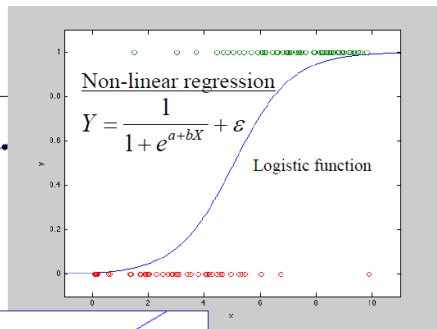 Non-linear regression
Y = 1 / (1 + e^{a+bX}) + ε
Logistic function
1
0.8
0.6
0.4
0.2
0
y
0 2 4 6 8 10
x